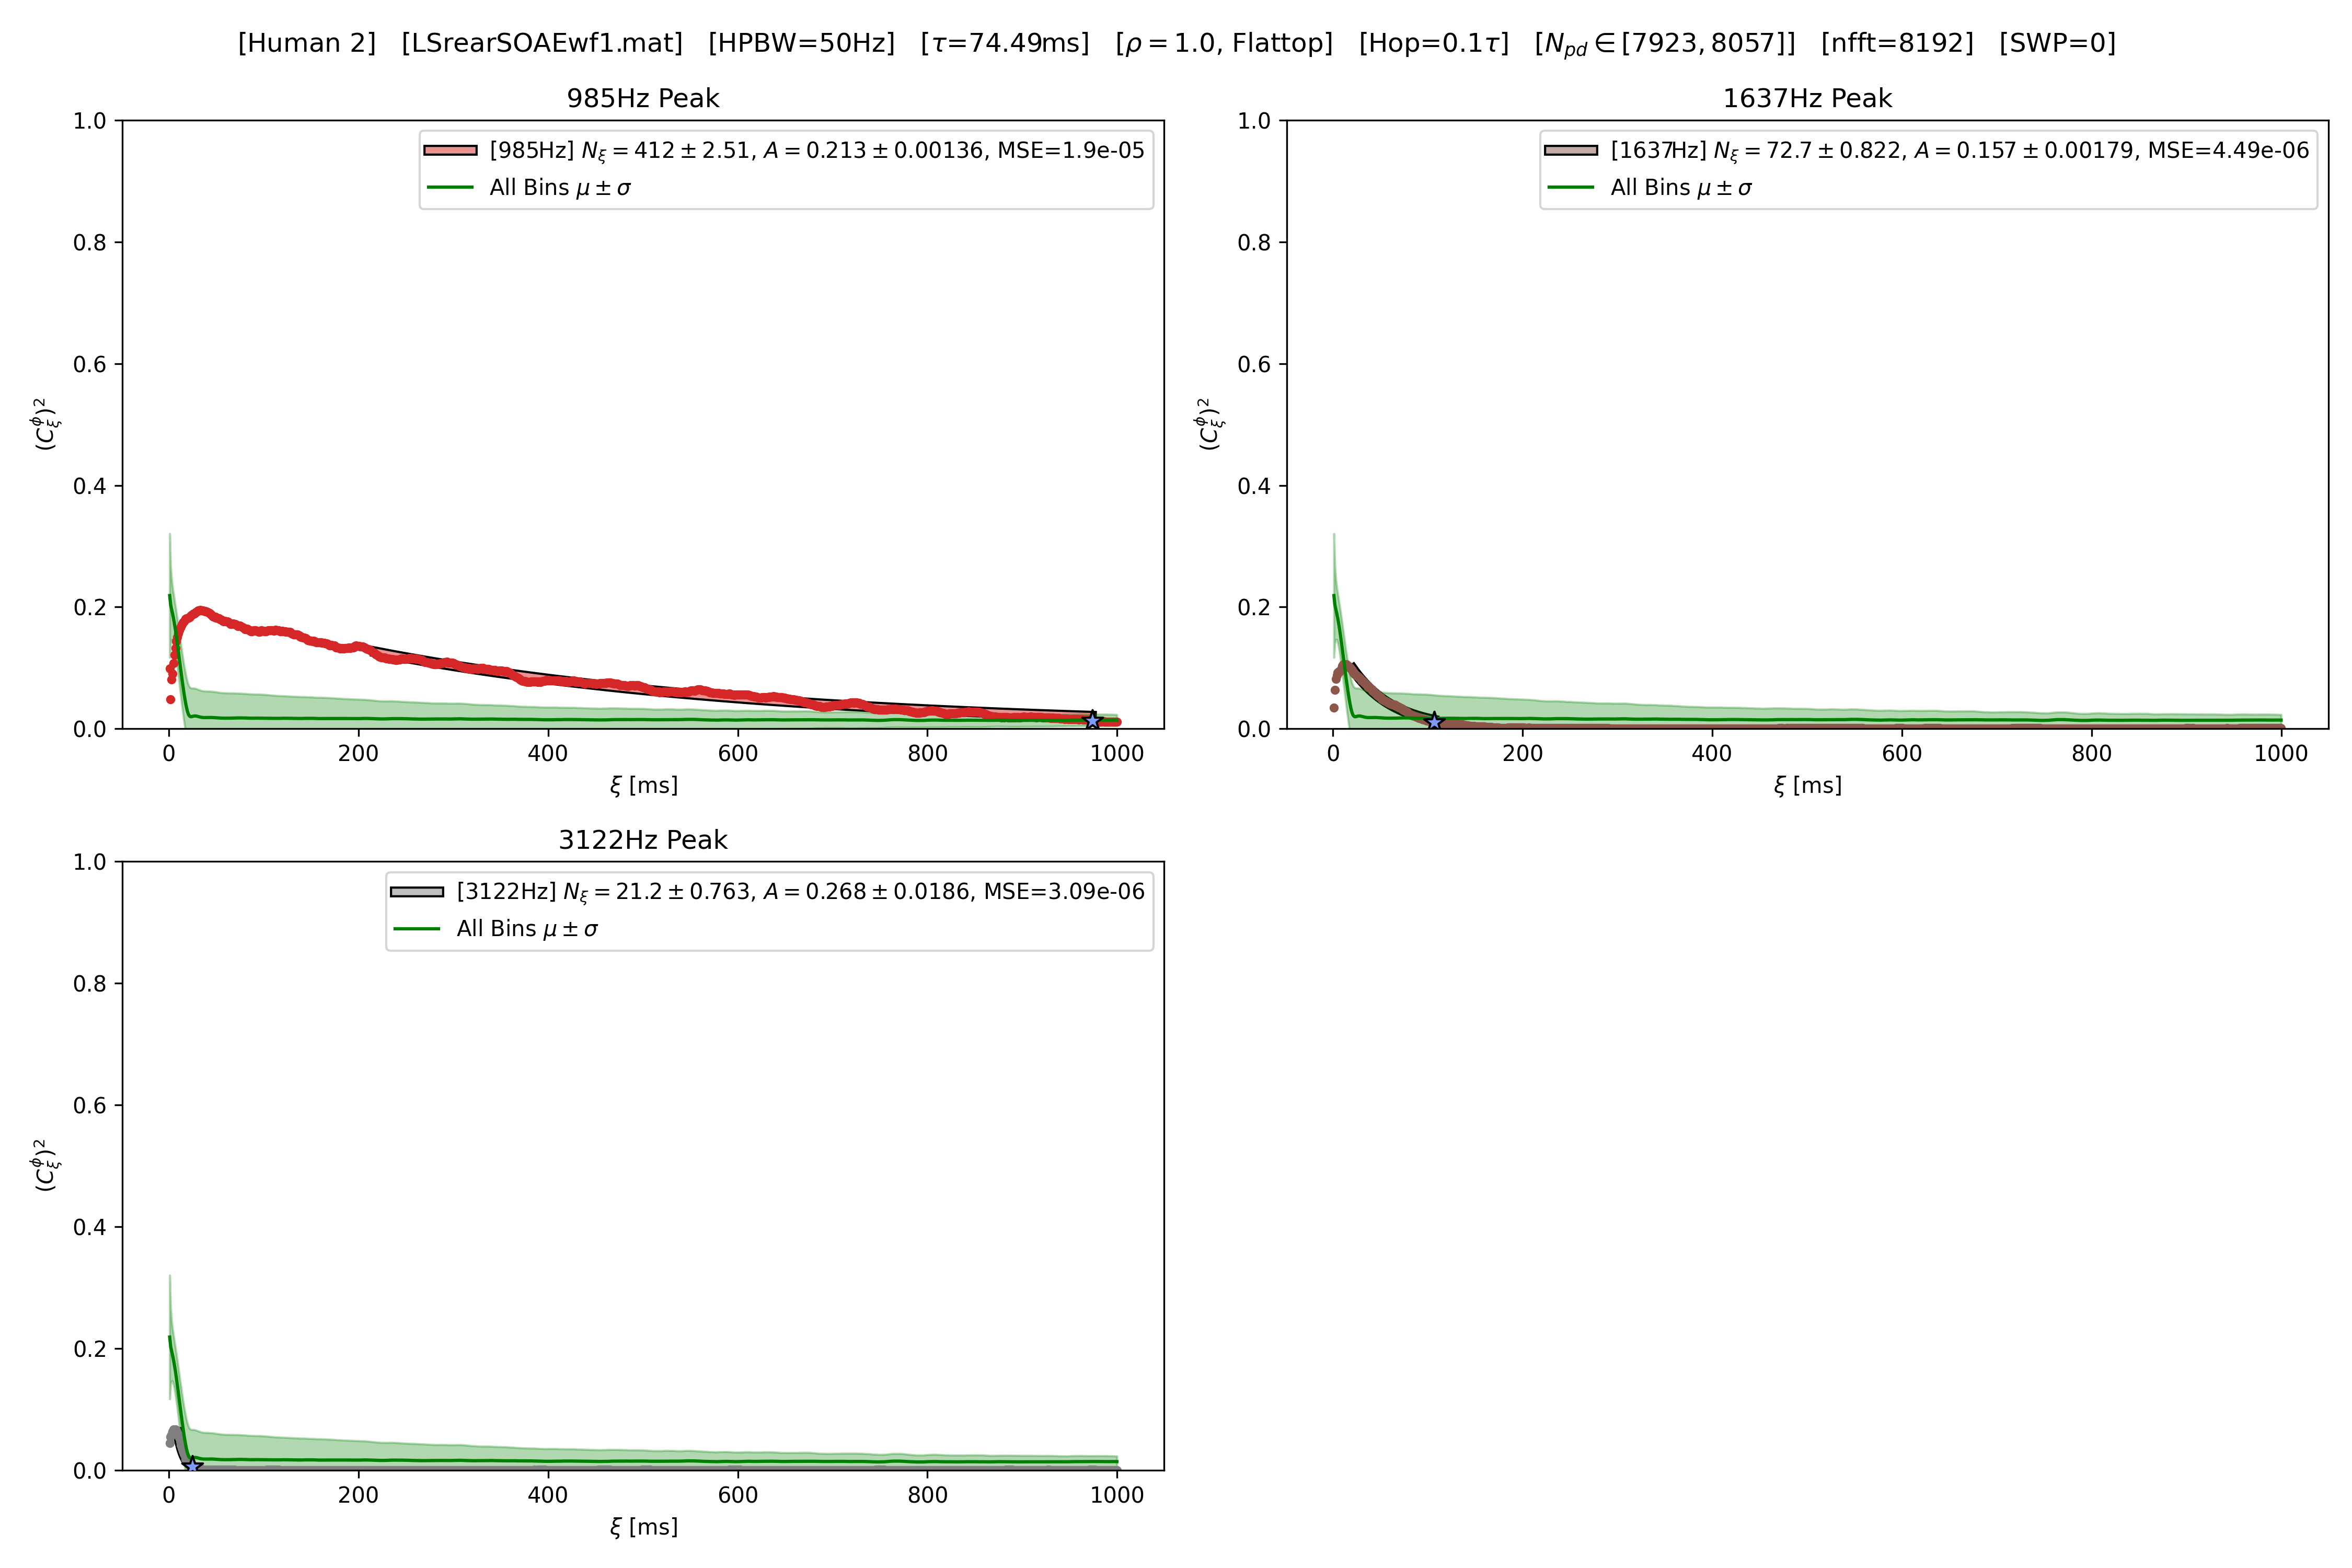 [Human 2] [LSrearSOAEwf1.mat] [HPBW=50Hz] [τ=74.49ms] [ρ = 1.0, Flattop] [Hop=0.1τ] [N_pd ∈ [7923, 8057]] [nfft=8192] [SWP=0]
985Hz Peak
[985Hz] N_ξ = 412 ± 2.51, A = 0.213 ± 0.00136, MSE=1.9e-05
All Bins μ ± σ
1.0
0.8
0.6
0.4
0.2
0.0
(C_ξ^ϕ)²
0 200 400 600 800 1000
ξ [ms]
1637Hz Peak
[1637Hz] N_ξ = 72.7 ± 0.822, A = 0.157 ± 0.00179, MSE=4.49e-06
All Bins μ ± σ
1.0
0.8
0.6
0.4
0.2
0.0
(C_ξ^ϕ)²
0 200 400 600 800 1000
ξ [ms]
3122Hz Peak
[3122Hz] N_ξ = 21.2 ± 0.763, A = 0.268 ± 0.0186, MSE=3.09e-06
All Bins μ ± σ
1.0
0.8
0.6
0.4
0.2
0.0
(C_ξ^ϕ)²
0 200 400 600 800 1000
ξ [ms]